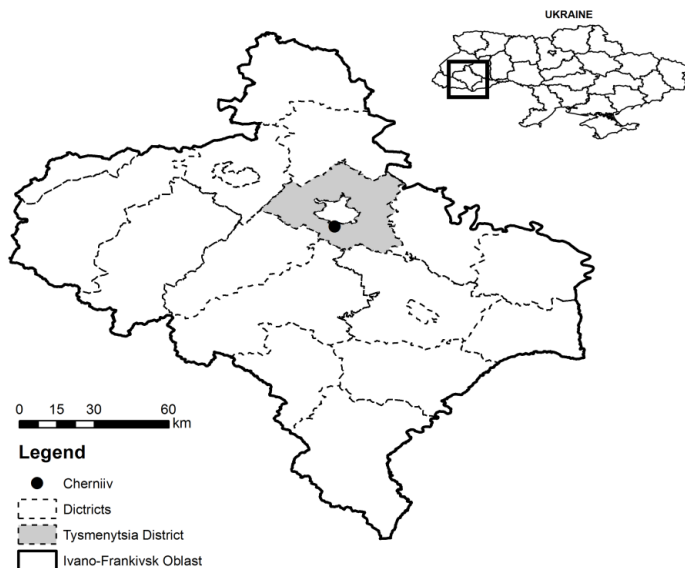 UKRAINE
0 15 30 60
km
Legend
Cherniiv
Dictricts
Tysmenytsia District
Ivano-Frankivsk Oblast